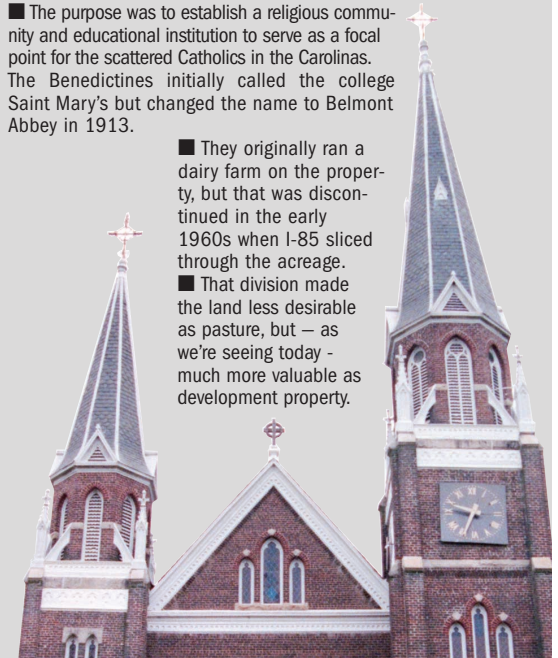 ■ The purpose was to establish a religious commu-
nity and educational institution to serve as a focal
point for the scattered Catholics in the Carolinas.
The Benedictines initially called the college
Saint Mary's but changed the name to Belmont
Abbey in 1913.
■ They originally ran a
dairy farm on the proper-
ty, but that was discon-
tinued in the early
1960s when I-85 sliced
through the acreage.
■ That division made
the land less desirable
as pasture, but — as
we're seeing today -
much more valuable as
development property.